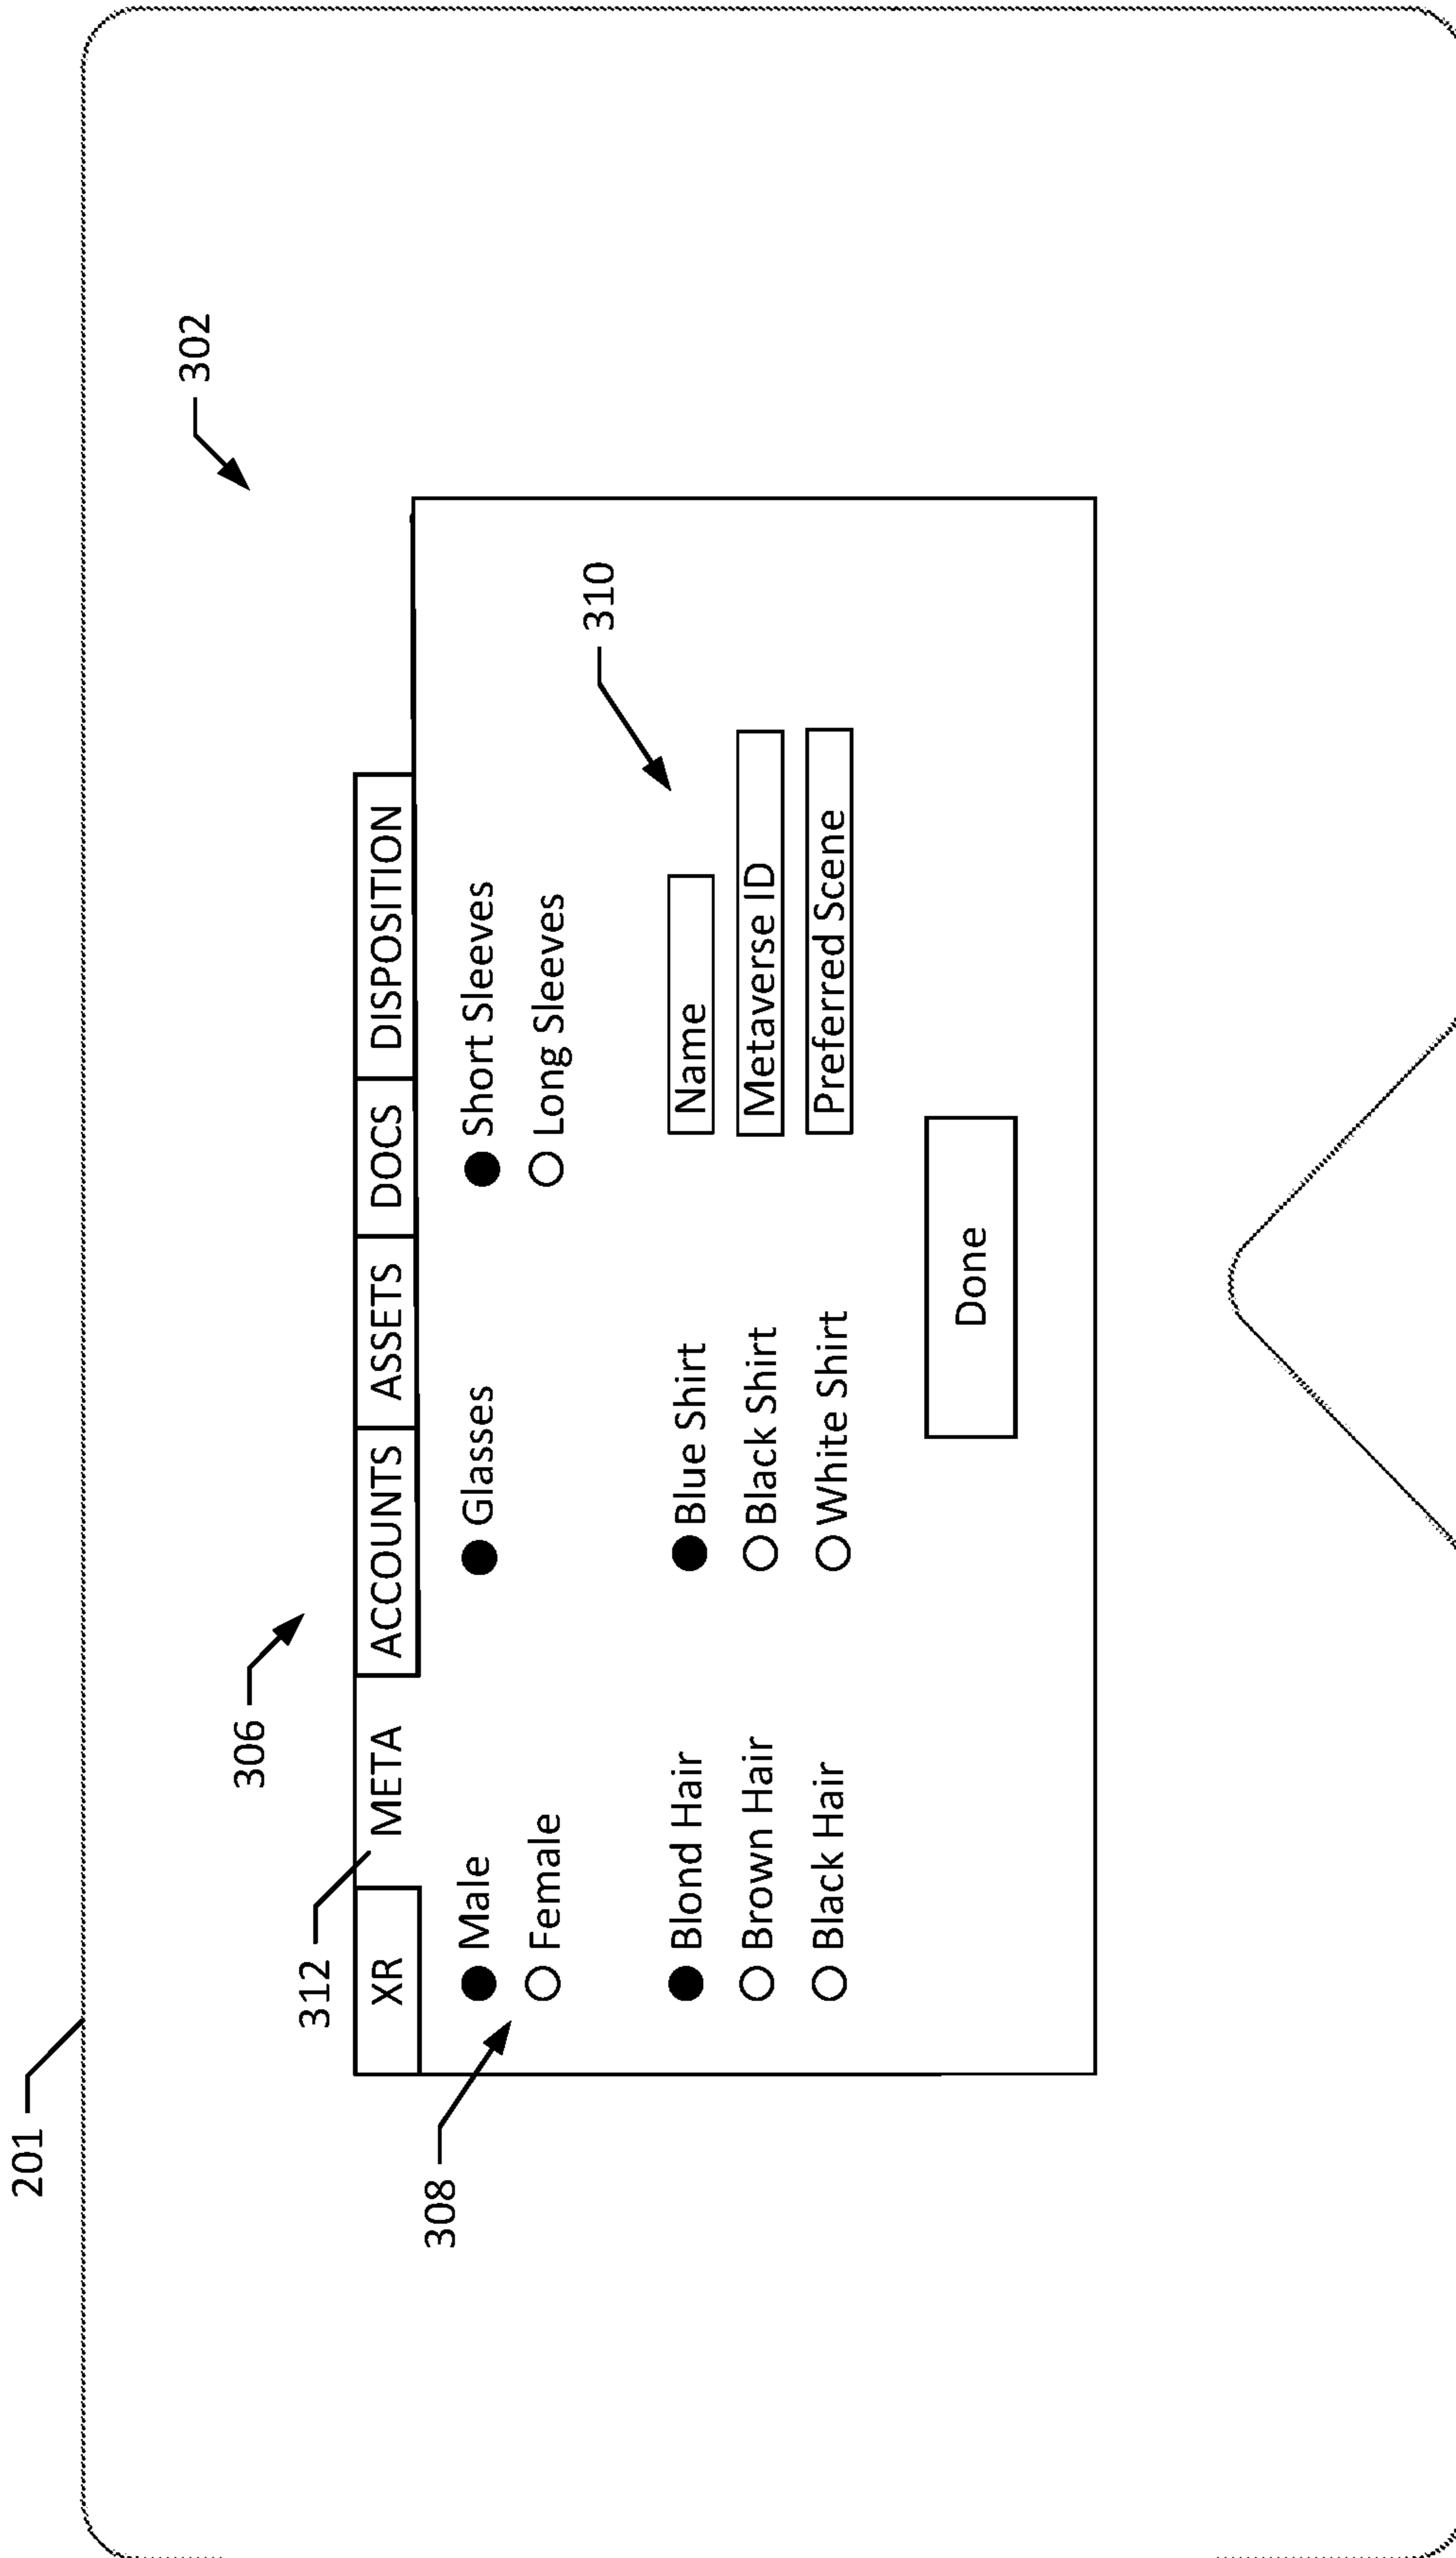 201
302
306
312
XR META ACCOUNTS ASSETS DOCS DISPOSITION
308
Male Glasses Short Sleeves
Female Long Sleeves
310
Blond Hair Blue Shirt Name
Brown Hair Black Shirt Metaverse ID
Black Hair White Shirt Preferred Scene
Done